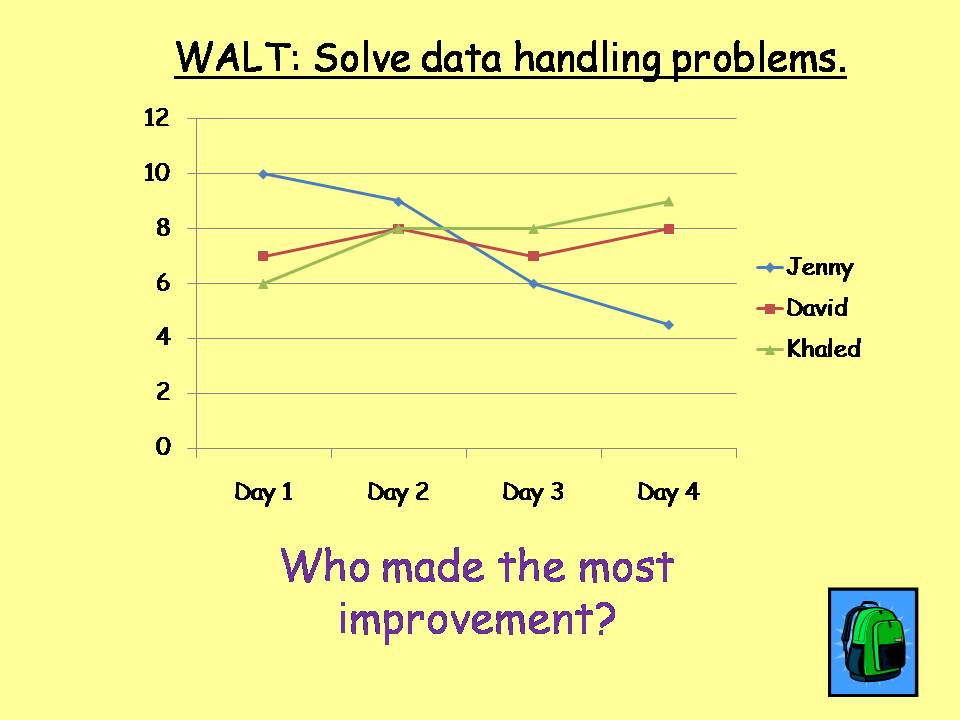 WALT: Solve data handling problems.
12
10
8
6
4
2
0
Day 1 Day 2 Day 3 Day 4
Jenny
David
Khaled
Who made the most
improvement?